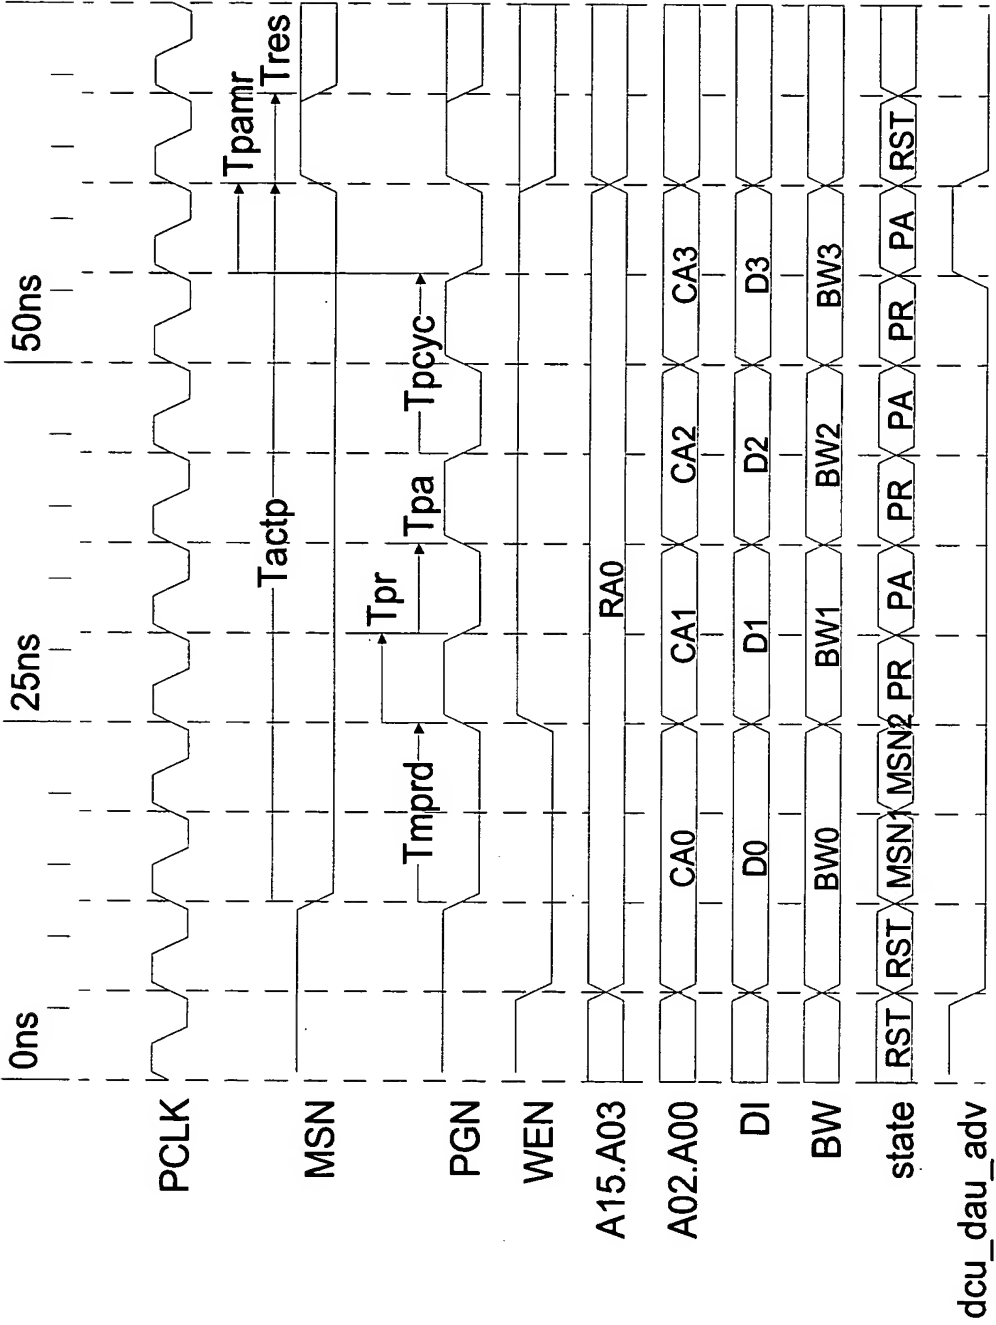 0ns 25ns 50ns
PCLK
Tpamr
MSN Tactp Tres
Tpr
PGN Tmprd Tpa Tpcyc
WEN
A15.A03 RA0
A02.A00 CA0 CA1 CA2 CA3
DI D0 D1 D2 D3
BW BW0 BW1 BW2 BW3
state RST RST MSN1 MSN2 PR PA PR PA PR PA RST
dcu_dau_adv